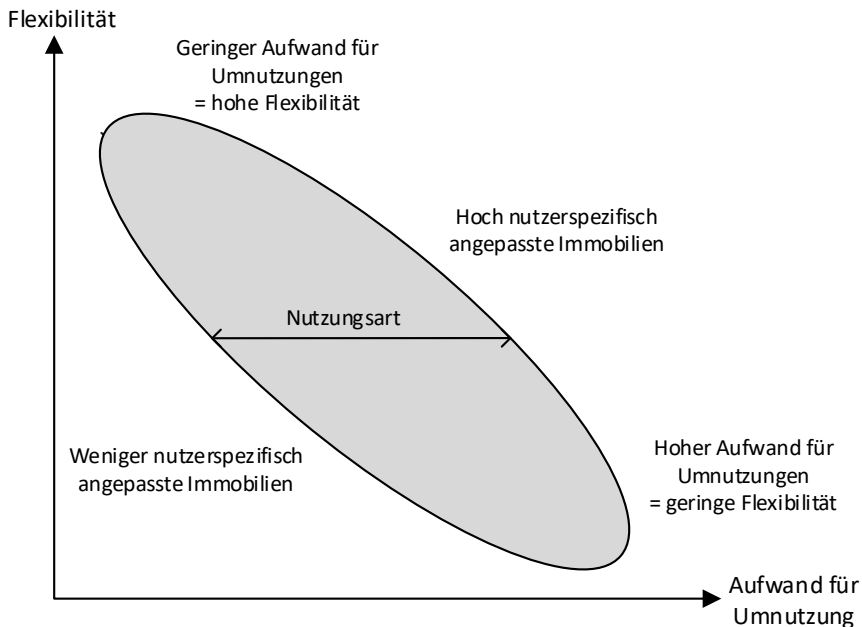 Flexibilität
Geringer Aufwand für
Umnutzungen
= hohe Flexibilität
Hoch nutzerspezifisch
angepasste Immobilien
Nutzungsart
Weniger nutzerspezifisch
angepasste Immobilien
Hoher Aufwand für
Umnutzungen
= geringe Flexibilität
Aufwand für
Umnutzung